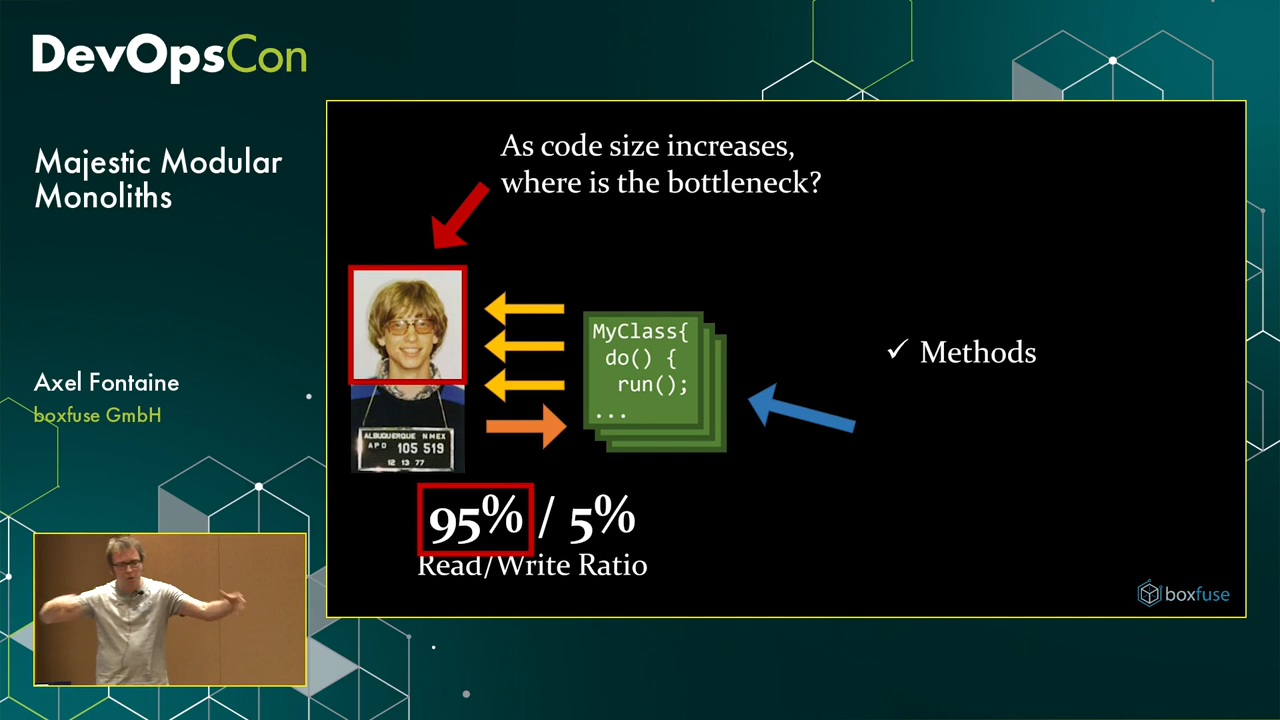 DevOpsCon
Majestic Modular
Monoliths
Axel Fontaine
boxfuse GmbH
As code size increases,
where is the bottleneck?
MyClass{
do() {
run();
...
✓ Methods
ALBUQUERQUE NMEX
APD 105 519
12 13 77
95% / 5%
Read/Write Ratio
boxfuse